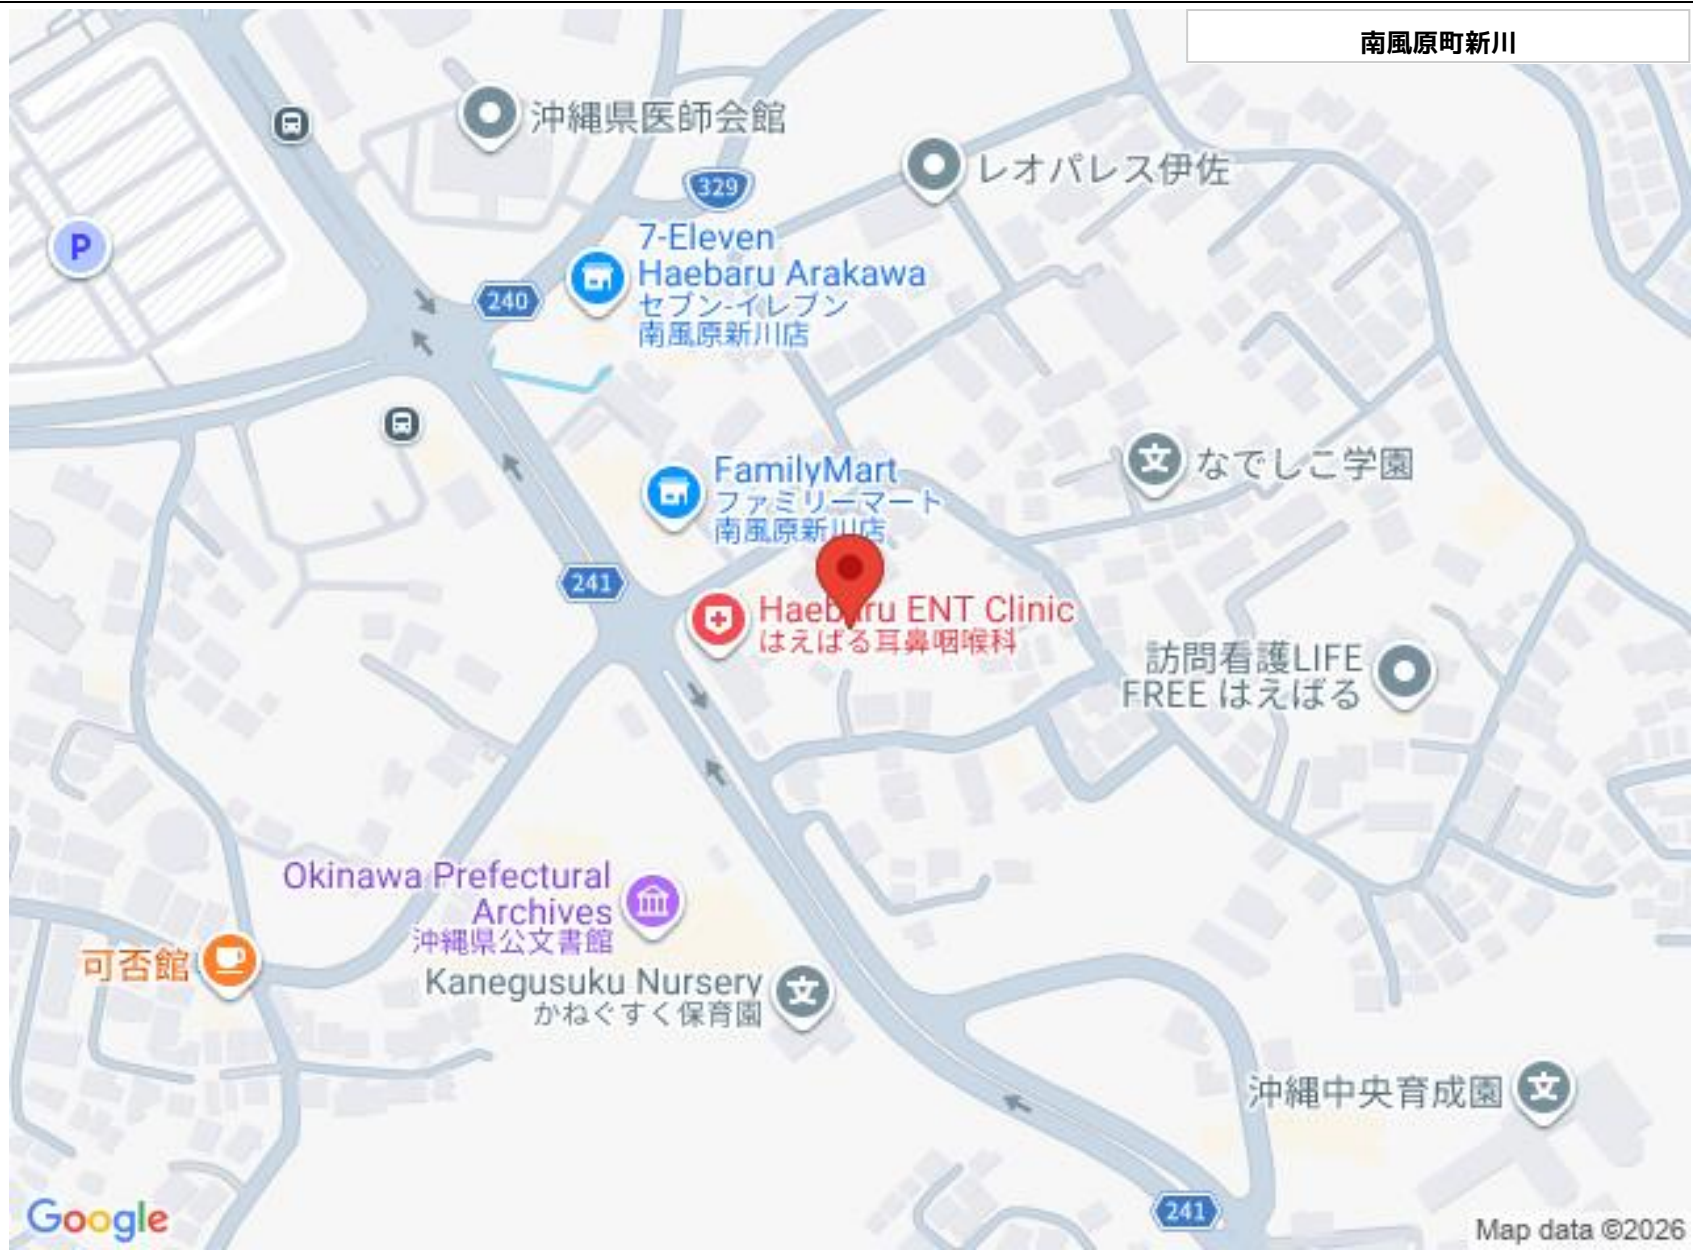 南風原町新川
沖縄県医師会館
レオパレス伊佐
329
P
7-Eleven
Haebaru Arakawa
セブン-イレブン
南風原新川店
240
なでしこ学園
FamilyMart
ファミリーマート
南風原新川店
241
Haebaru ENT Clinic
はえばる耳鼻咽喉科
訪問看護LIFE
FREE はえばる
Okinawa Prefectural
Archives
沖縄県公文書館
可否館
Kanegusuku Nursery
かねぐすく保育園
文
文
沖縄中央育成園
文
241
Google
Map data ©2026